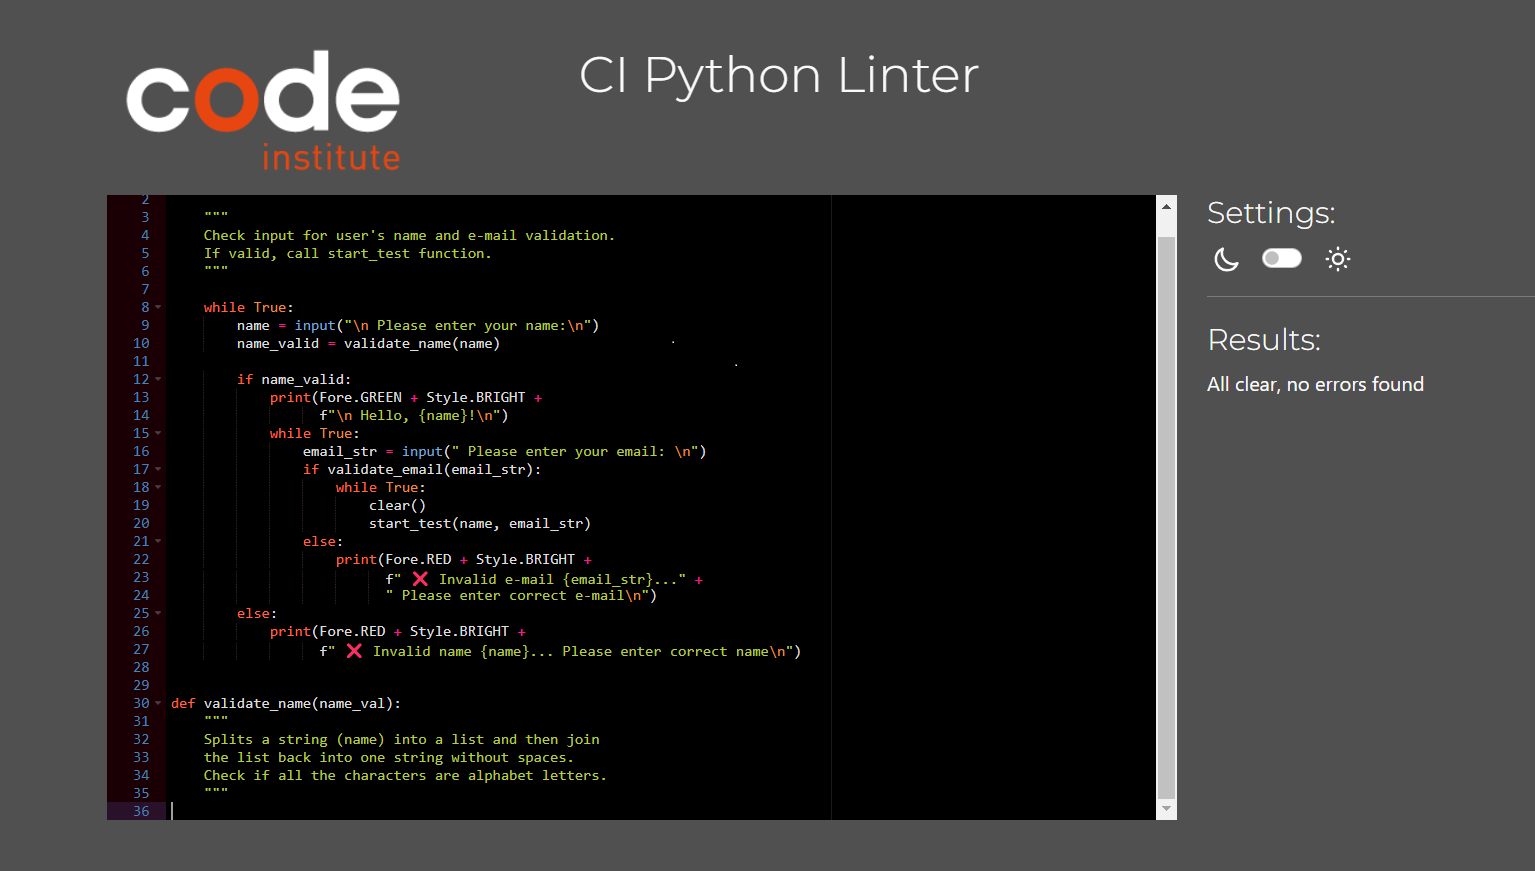 code
institute
CI Python Linter
2
3 """
4 Check input for user's name and e-mail validation.
5 If valid, call start_test function.
6 """
7
8 while True:
9 name = input("\n Please enter your name:\n")
10 name_valid = validate_name(name)
11
12 if name_valid:
13 print(Fore.GREEN + Style.BRIGHT +
14 f"\n Hello, {name}!\n")
15 while True:
16 email_str = input(" Please enter your email: \n")
17 if validate_email(email_str):
18 while True:
19 clear()
20 start_test(name, email_str)
21 else:
22 print(Fore.RED + Style.BRIGHT +
23 f" ❌ Invalid e-mail {email_str}..." +
24 " Please enter correct e-mail\n")
25 else:
26 print(Fore.RED + Style.BRIGHT +
27 f" ❌ Invalid name {name}... Please enter correct name\n")
28
29
30 def validate_name(name_val):
31 """
32 Splits a string (name) into a list and then join
33 the list back into one string without spaces.
34 Check if all the characters are alphabet letters.
35 """
36
Settings:
Results:
All clear, no errors found